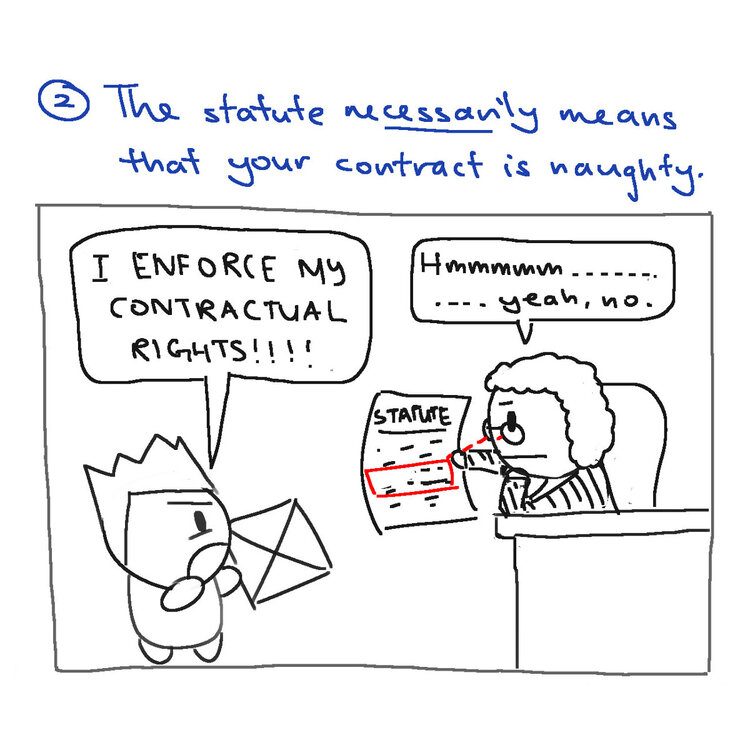 ② The statute necessarily means
that your contract is naughty.
I ENFORCE MY
CONTRACTUAL
RIGHTS!!!!
Hmmmmm .......
.... yeah, no.
STATUTE